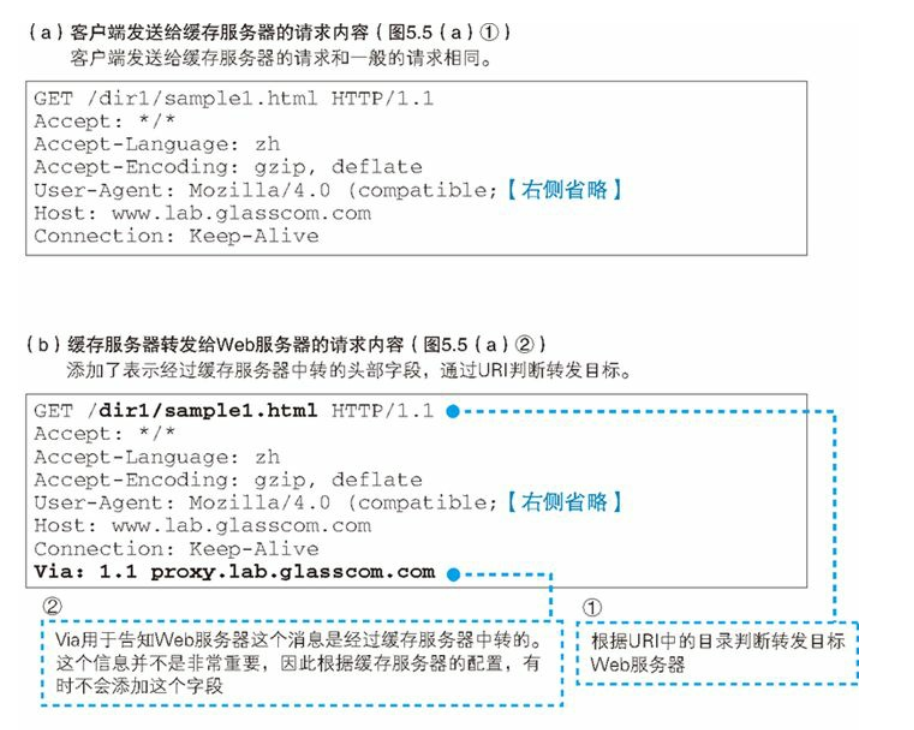 (a)客户端发送给缓存服务器的请求内容(图5.5(a)①)
客户端发送给缓存服务器的请求和一般的请求相同。
GET /dir1/sample1.html HTTP/1.1
Accept: */*
Accept-Language: zh
Accept-Encoding: gzip, deflate
User-Agent: Mozilla/4.0 (compatible;【右侧省略】
Host: www.lab.glasscom.com
Connection: Keep-Alive
(b)缓存服务器转发给Web服务器的请求内容(图5.5(a)②)
添加了表示经过缓存服务器中转的头部字段，通过URI判断转发目标。
GET /dir1/sample1.html HTTP/1.1
Accept: */*
Accept-Language: zh
Accept-Encoding: gzip, deflate
User-Agent: Mozilla/4.0 (compatible;【右侧省略】
Host: www.lab.glasscom.com
Connection: Keep-Alive
Via: 1.1 proxy.lab.glasscom.com
②
Via用于告知Web服务器这个消息是经过缓存服务器中转的。
这个信息并不是非常重要，因此根据缓存服务器的配置，有
时不会添加这个字段
①
根据URI中的目录判断转发目标
Web服务器